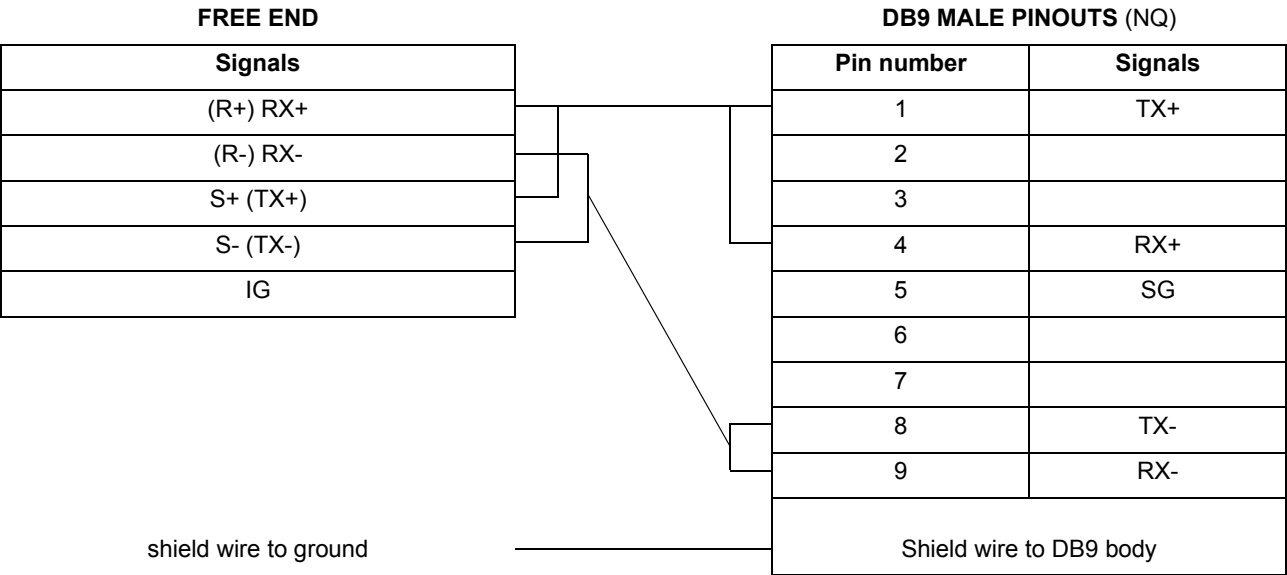 FREE END
DB9 MALE PINOUTS (NQ)
Signals
(R+) RX+
(R-) RX-
S+ (TX+)
S- (TX-)
IG
Pin number Signals
1 TX+
2
3
4 RX+
5 SG
6
7
8 TX-
9 RX-
shield wire to ground
Shield wire to DB9 body